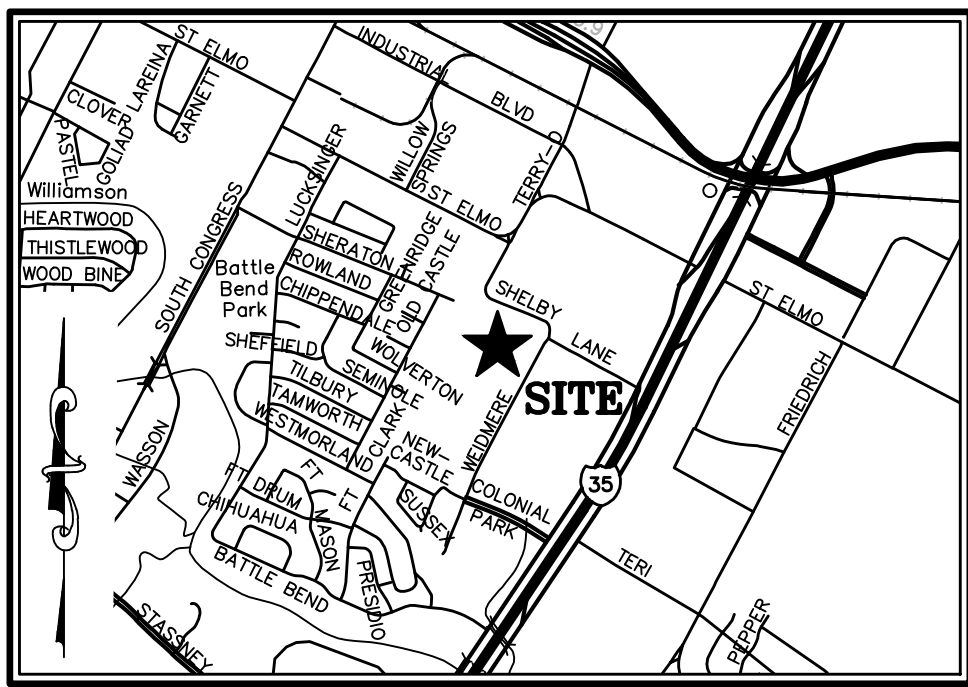 ST ELMO
INDUSTRIAL
BLVD
LAREINA
GARNETT
CLOVER
GOLIAD
PASTEL
Williamson
HEARTWOOD
THISTLEWOOD
WOOD BINE
SOUTH CONGRESS
LUCKSINGER
WILLOW
SPRINGS
ST ELMO
TERRY-O
SHERATON
ROWLAND
CHIPPENDALE
GREENRIDGE
OLD CASTLE
Battle
Bend
Park
SHEFFIELD
WOLVERTON
SEMINOLE
TILBURY
TAMWORTH
WESTMORLAND
SHELBY LANE
SITE
WEIDMERE
ST ELMO
FRIEDRICH
35
NEW-
CASTLE
FT CLARK
SUSSEX
COLONIAL
PARK
WASSON
FT DRUM
CHIHUAHUA
FT MASON
PRESIDIO
BATTLE BEND
STASSNEY
TERI
PEPPER